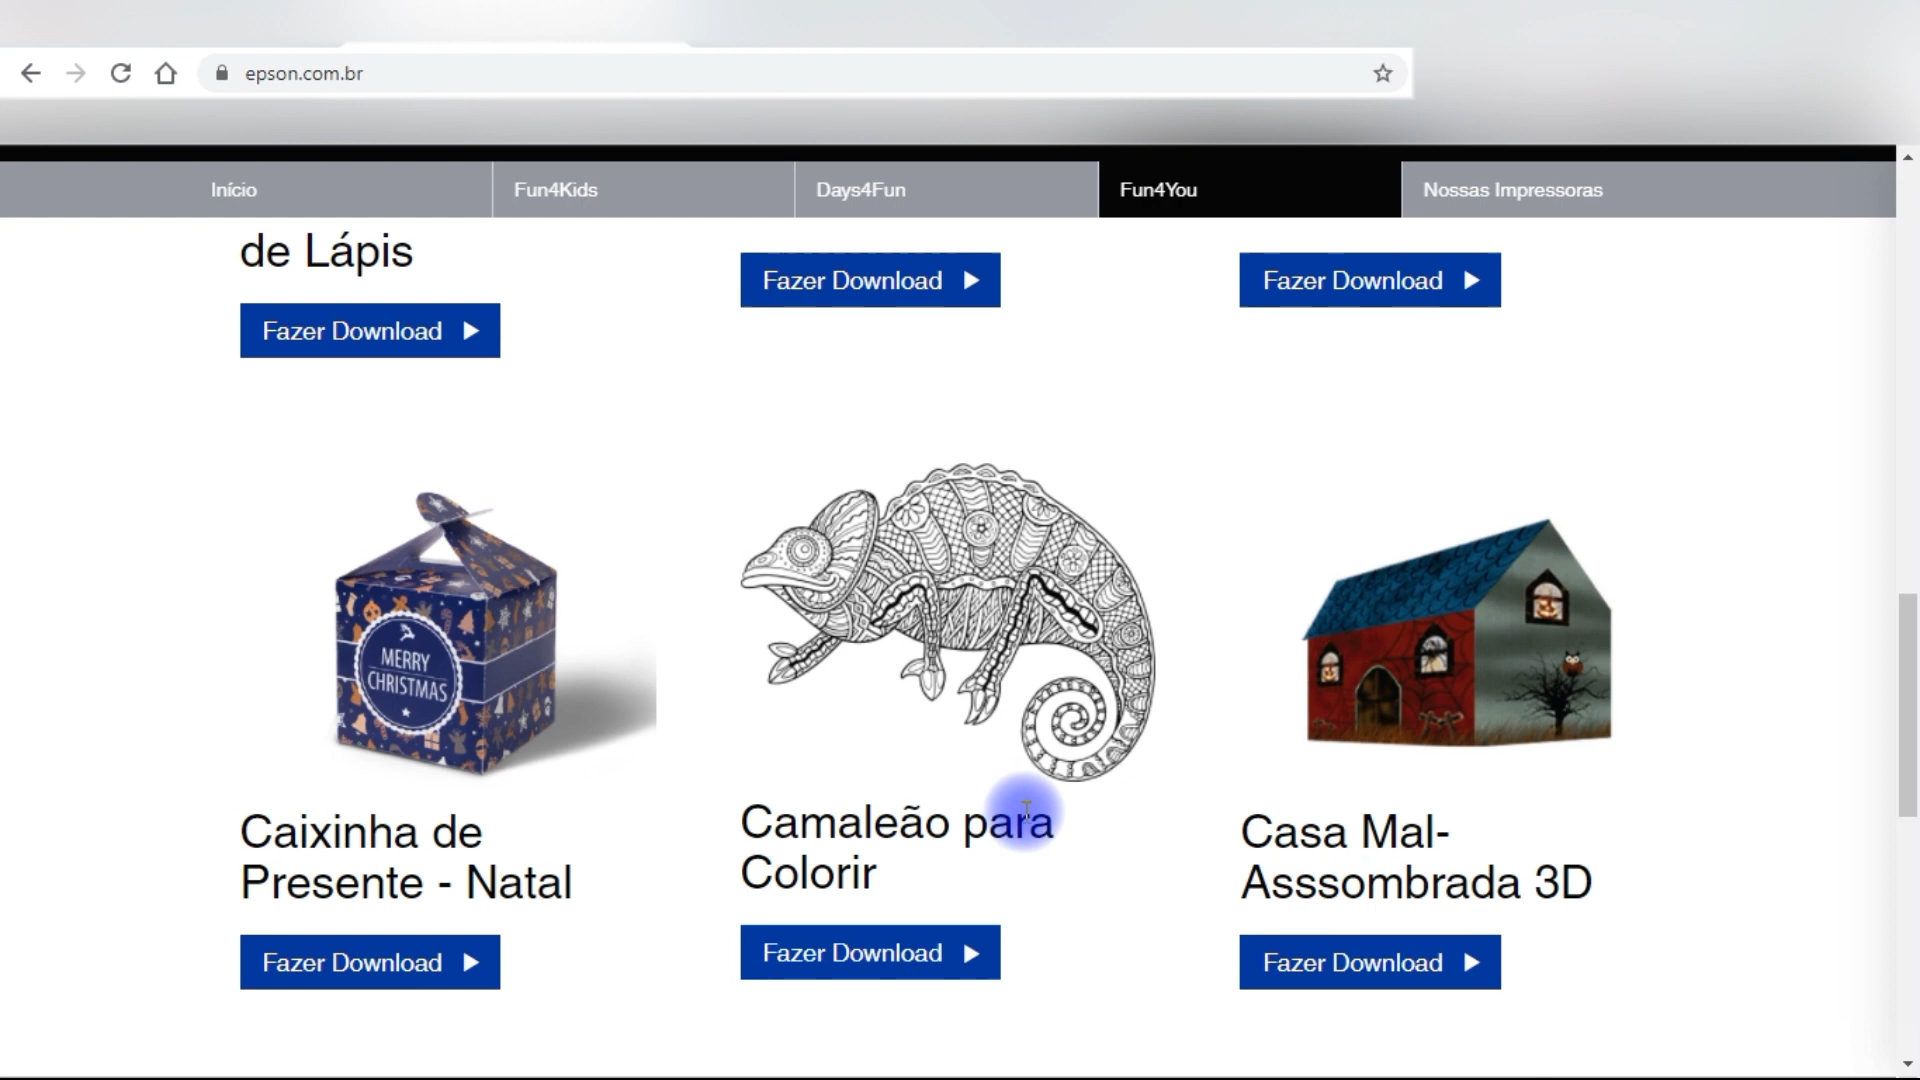 epson.com.br
Início
Fun4Kids
Days4Fun
Fun4You
Nossas Impressoras
de Lápis
Fazer Download
Fazer Download
Fazer Download
MERRY
CHRISTMAS
Caixinha de
Presente - Natal
Fazer Download
Camaleão para
Colorir
Fazer Download
Casa Mal-
Asssombrada 3D
Fazer Download